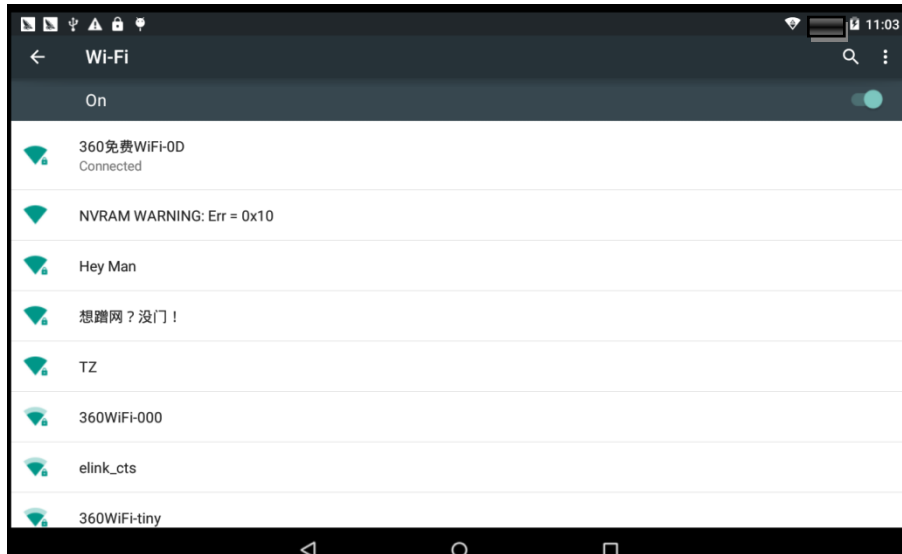 11:03
Wi-Fi
On
360免费WiFi-0D
Connected
NVRAM WARNING: Err = 0x10
Hey Man
想蹭网？没门！
TZ
360WiFi-000
elink_cts
360WiFi-tiny